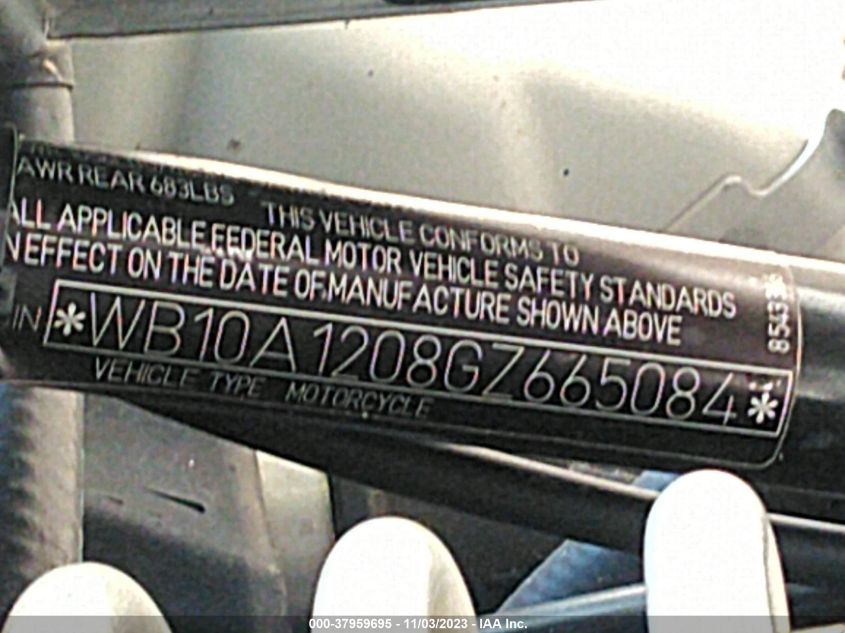 AWR REAR 683LBS
THIS VEHICLE CONFORMS TO
ALL APPLICABLE FEDERAL MOTOR VEHICLE SAFETY STANDARDS
N EFFECT ON THE DATE OF MANUFACTURE SHOWN ABOVE
IN *WB10A1208GZ665084*
VEHICLE TYPE MOTORCYCLE
000-37959695 - 11/03/2023 - IAA Inc.